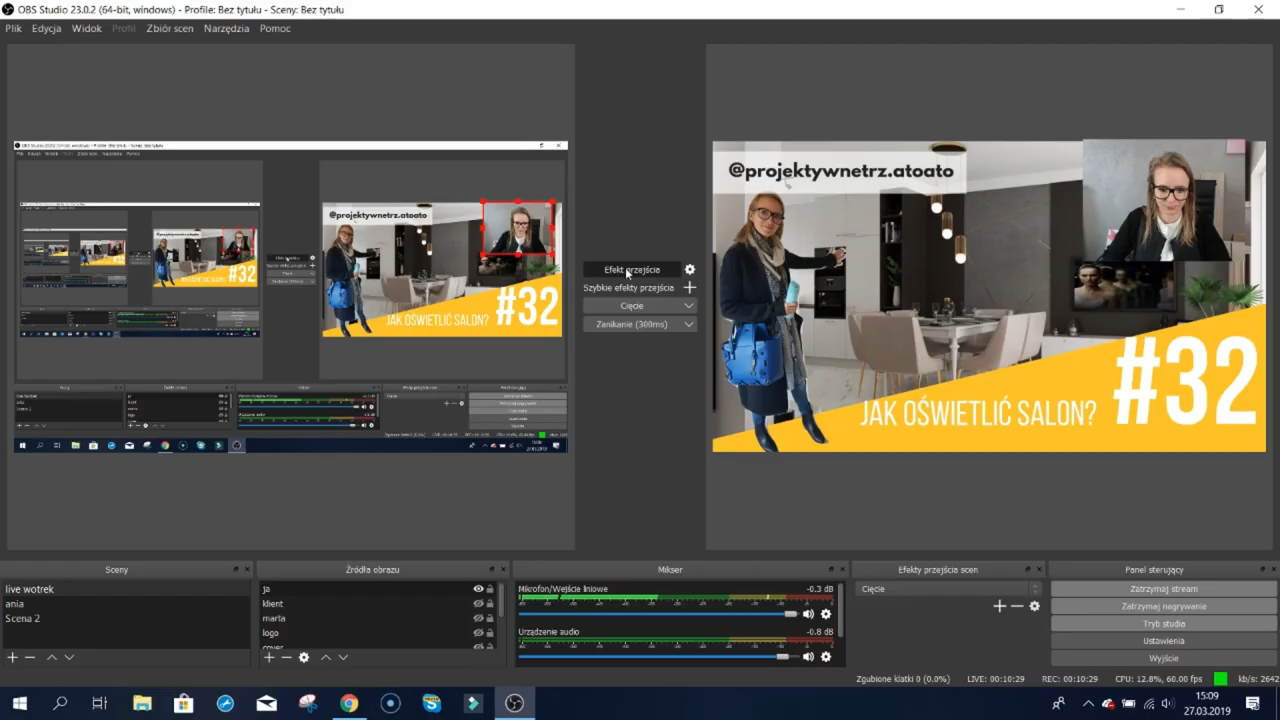 OBS Studio 23.0.2 (64-bit, windows) - Profile: Bez tytułu - Sceny: Bez tytułu
Plik Edycja Widok Profil Zbiór scen Narzędzia Pomoc
@projektywnetrz.atoato
#32
JAK OŚWIETLIĆ SALON?
#32
Efekt przejścia
Szybkie efekty przejścia
Cięcie
Zanikanie (300ms)
@projektywnetrz.atoato
#32
JAK OŚWIETLIĆ SALON?
Sceny
live wotrek
ania
Scena 2
Źródła obrazu
ja
klient
marta
logo
cover
Mikser
Mikrofon/Wejście liniowe -0.3 dB
Urządzenie audio -0.8 dB
Efekty przejścia scen
Cięcie
Panel sterujący
Zatrzymaj stream
Zatrzymaj nagrywanie
Tryb studia
Ustawienia
Wyjście
Zgubione klatki 0 (0.0%) LIVE: 00:10:29 REC: 00:10:29 CPU: 12.8%, 60.00 fps kb/s: 2642
15:09
27.03.2019